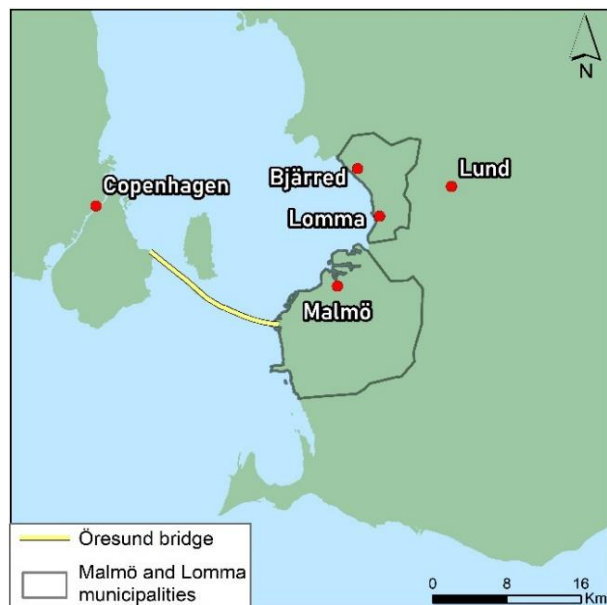 N
Bjärred
Lund
Copenhagen
Lomma
Malmö
Öresund bridge
Malmö and Lomma
municipalities
0 8 16
Km